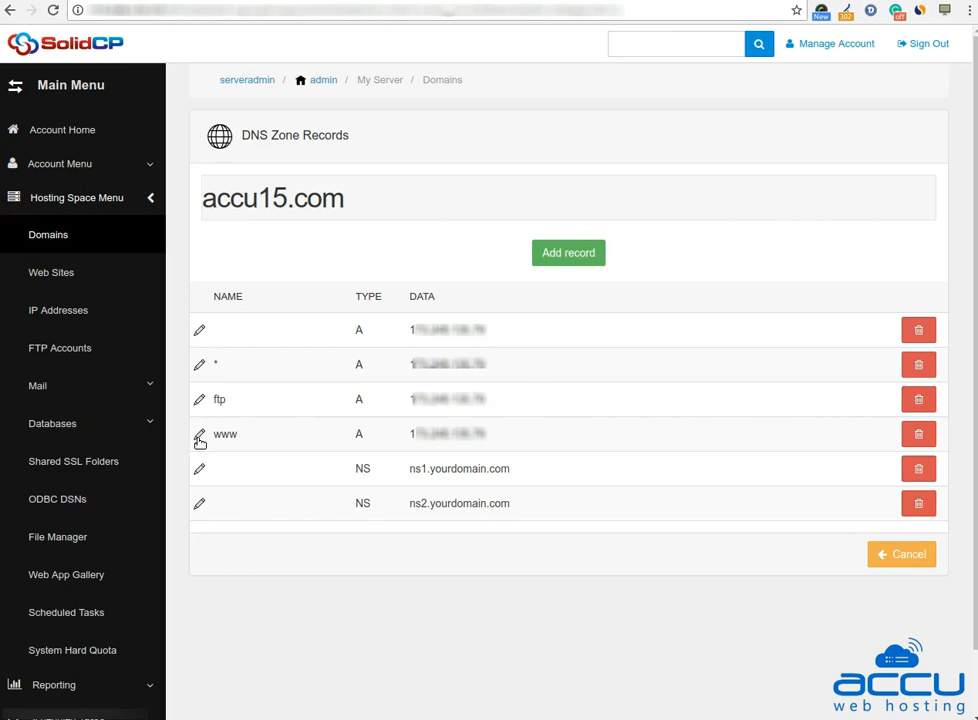 New
302
off
SolidCP
Manage Account
Sign Out
Main Menu
serveradmin / admin / My Server / Domains
Account Home
Account Menu
Hosting Space Menu
Domains
Web Sites
IP Addresses
FTP Accounts
Mail
Databases
Shared SSL Folders
ODBC DSNs
File Manager
Web App Gallery
Scheduled Tasks
System Hard Quota
Reporting
DNS Zone Records
accu15.com
Add record
NAME TYPE DATA
A
* A
ftp A
www A
NS ns1.yourdomain.com
NS ns2.yourdomain.com
Cancel
accu
web hosting